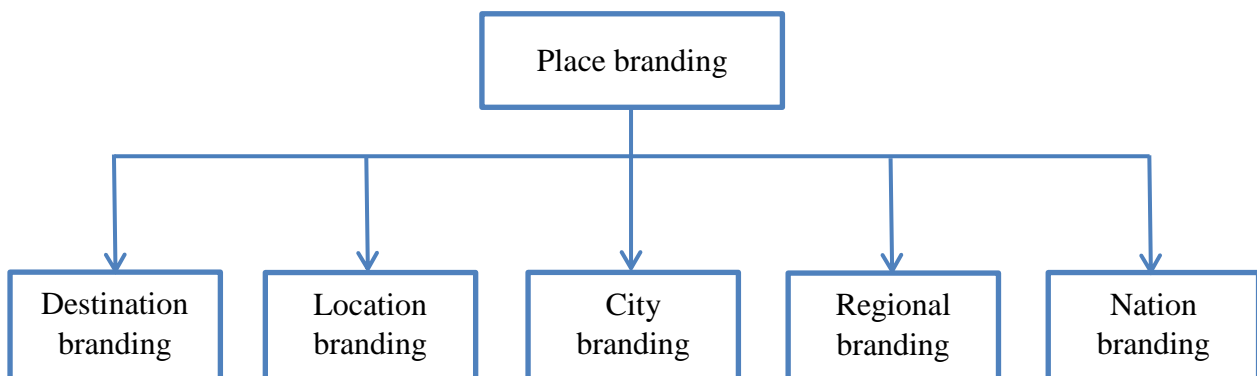 Place branding
Destination
branding
Location
branding
City
branding
Regional
branding
Nation
branding